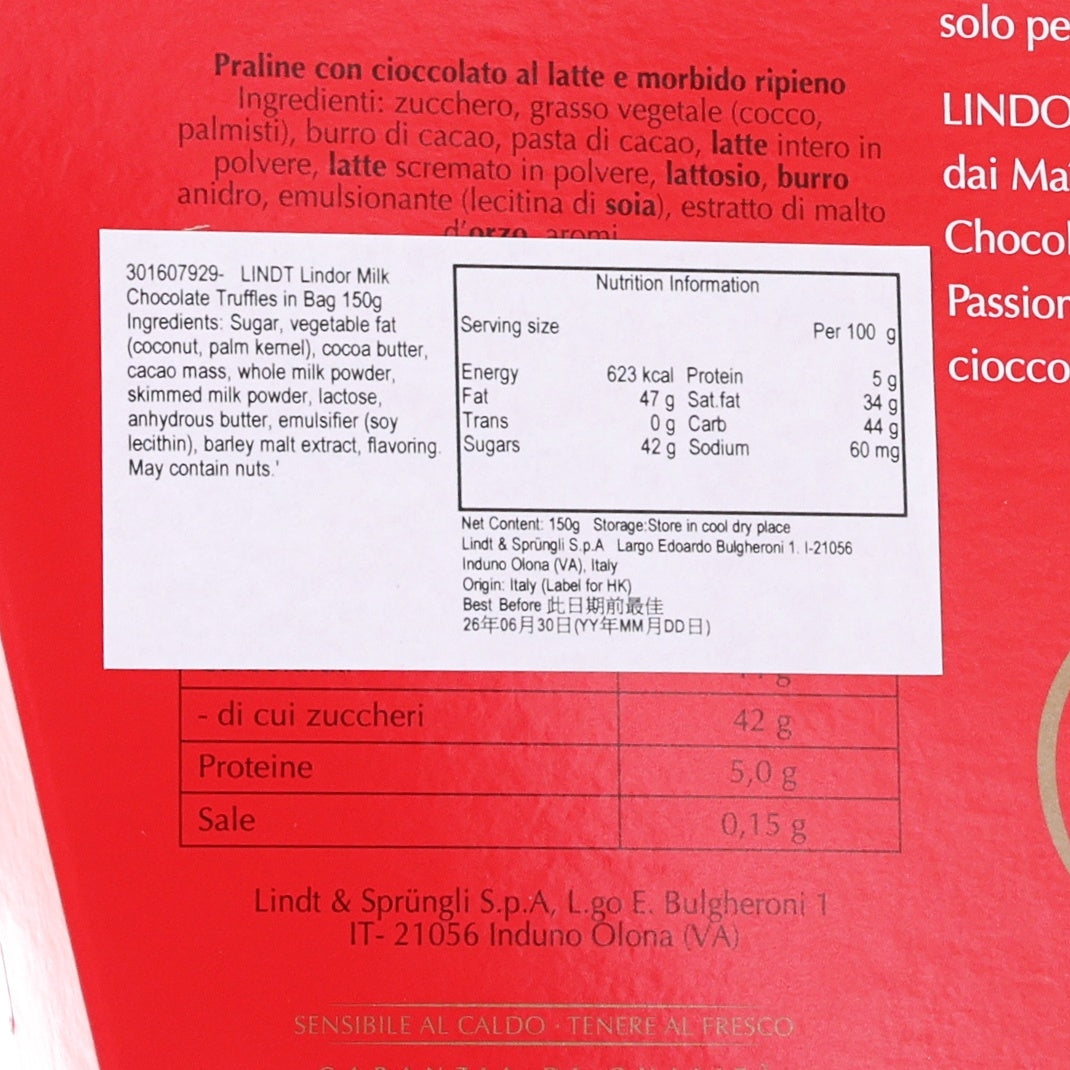 Praline con cioccolato al latte e morbido ripieno
Ingredienti: zucchero, grasso vegetale (cocco,
palmisti), burro di cacao, pasta di cacao, latte intero in
polvere, latte scremato in polvere, lattosio, burro
anidro, emulsionante (lecitina di soia), estratto di malto
d'orzo, aromi
301607929- LINDT Lindor Milk
Chocolate Truffles in Bag 150g
Ingredients: Sugar, vegetable fat
(coconut, palm kernel), cocoa butter,
cacao mass, whole milk powder,
skimmed milk powder, lactose,
anhydrous butter, emulsifier (soy
lecithin), barley malt extract, flavoring.
May contain nuts.'
Nutrition Information
Serving size Per 100 g
Energy 623 kcal Protein 5 g
Fat 47 g Sat.fat 34 g
Trans 0 g Carb 44 g
Sugars 42 g Sodium 60 mg
Net Content: 150g Storage:Store in cool dry place
Lindt & Sprüngli S.p.A Largo Edoardo Bulgheroni 1. I-21056
Induno Olona (VA), Italy
Origin: Italy (Label for HK)
Best Before 此日期前最佳
26年06月30日(YY年MM月DD日)
- di cui zuccheri 42 g
Proteine 5,0 g
Sale 0,15 g
Lindt & Sprüngli S.p.A, L.go E. Bulgheroni 1
IT- 21056 Induno Olona (VA)
SENSIBILE AL CALDO - TENERE AL FRESCO
solo pe
LINDO
dai Ma
Chocol
Passion
ciocco